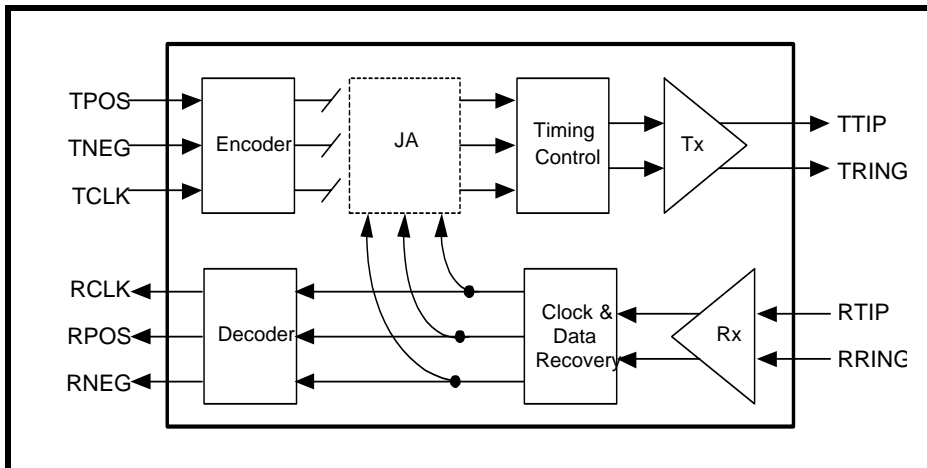 TPOS
TNEG
TCLK
Encoder
JA
Timing
Control
Tx
TTIP
TRING
RCLK
RPOS
RNEG
Decoder
Clock &
Data
Recovery
Rx
RTIP
RRING